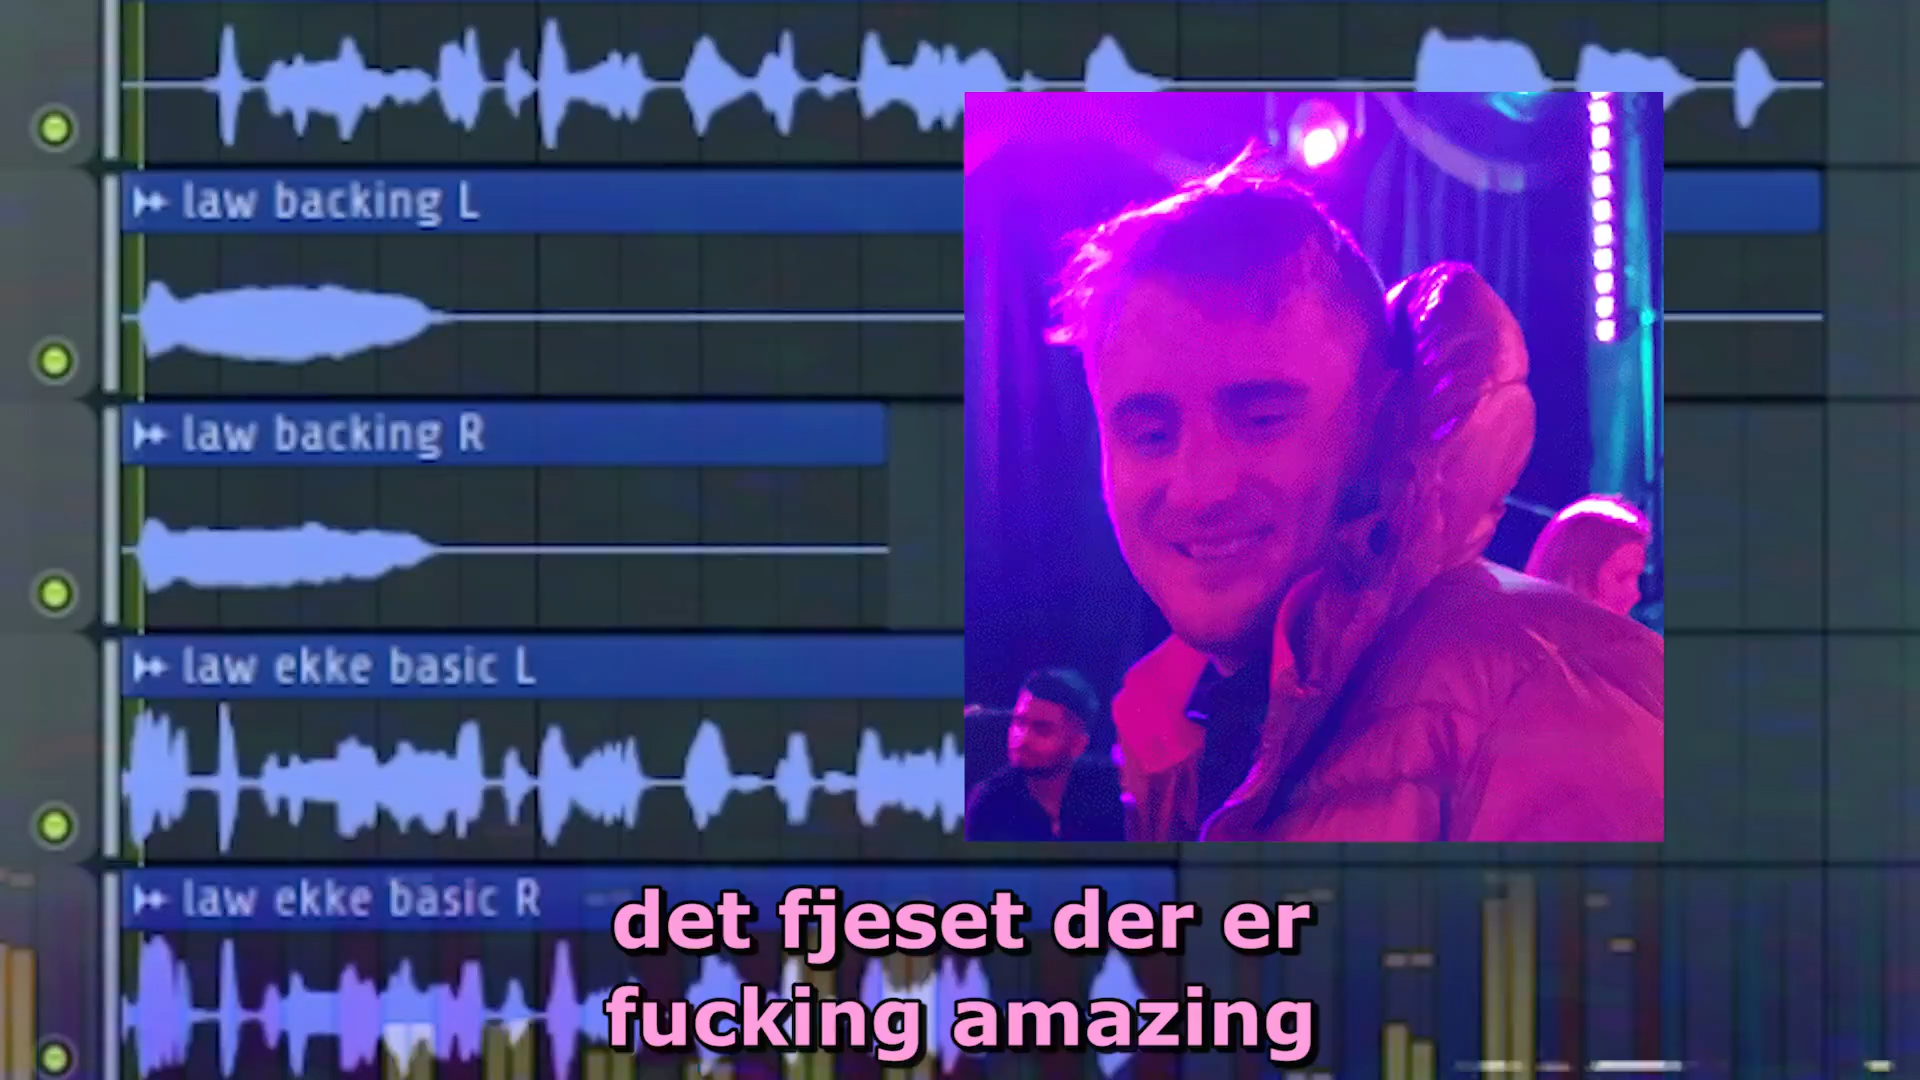 law backing L
law backing R
law ekke basic L
law ekke basic R
det fjeset der er
fucking amazing